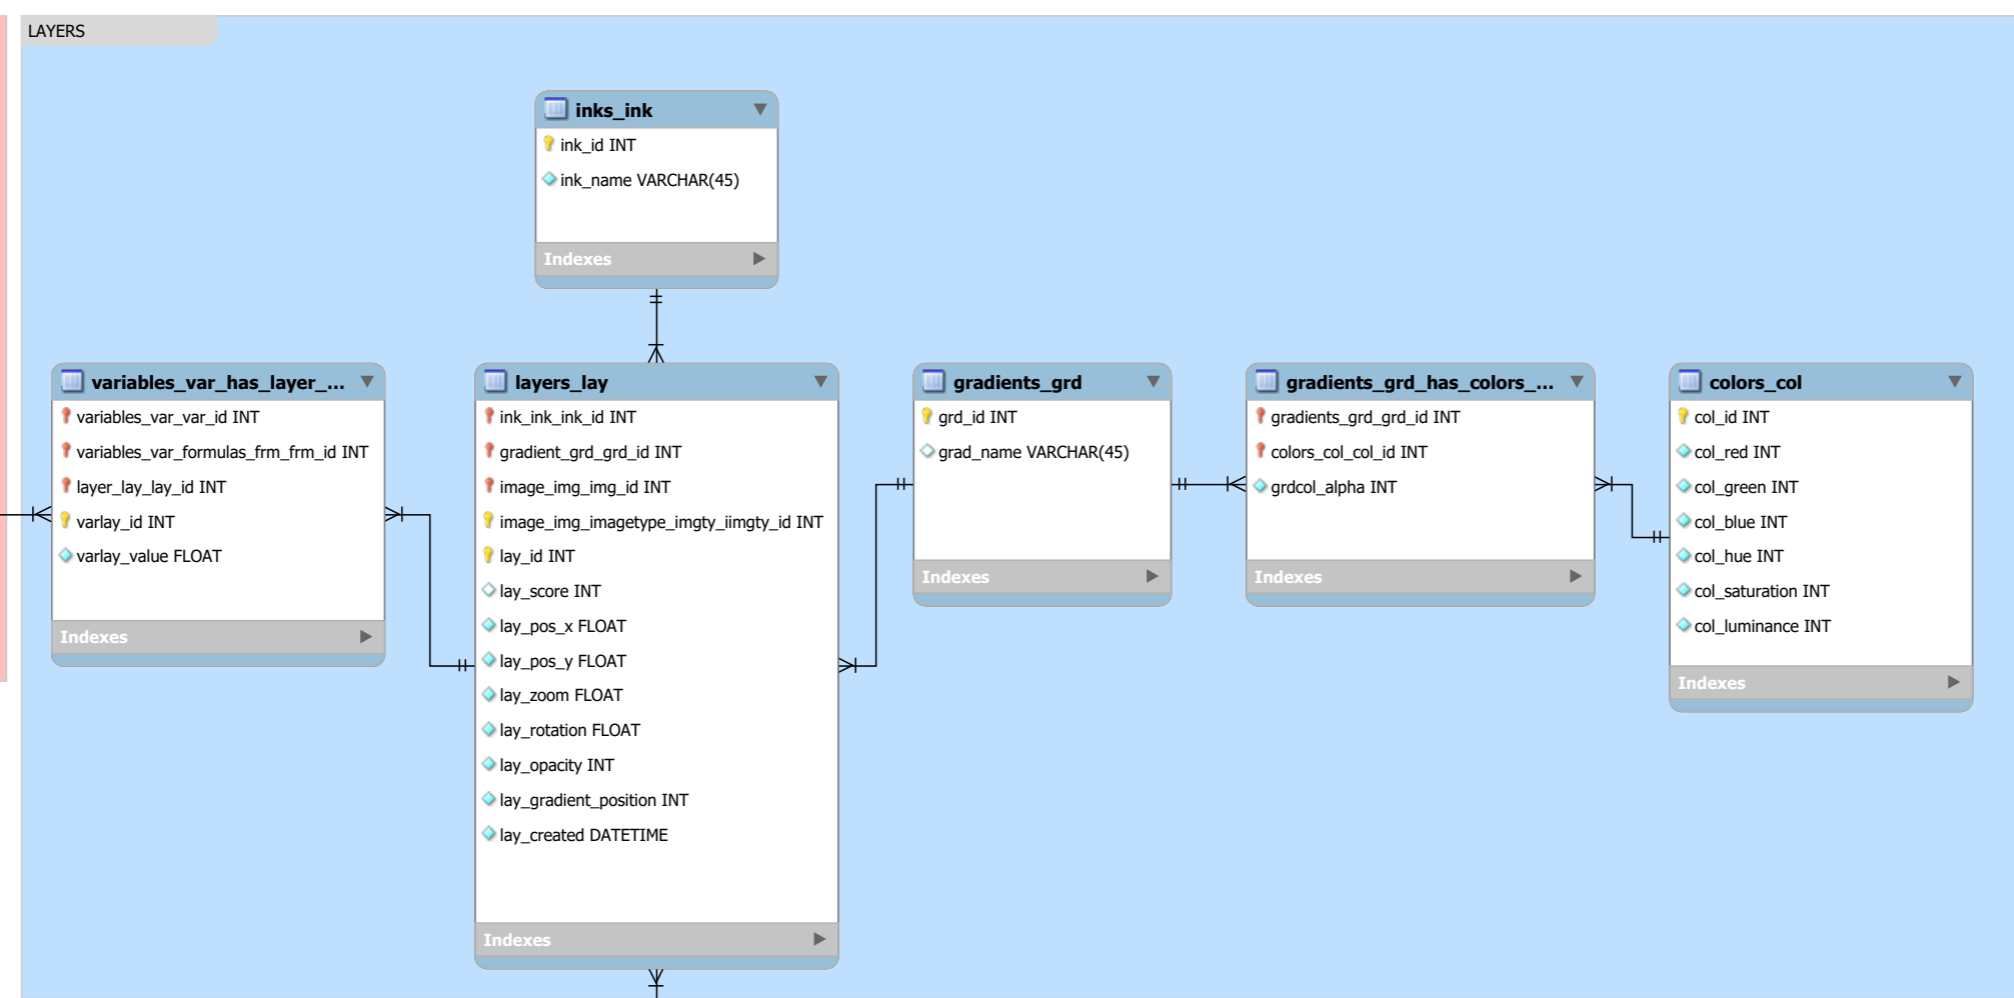 LAYERS
inks_ink
ink_id INT
ink_name VARCHAR(45)
Indexes
variables_var_has_layer_...
variables_var_var_id INT
variables_var_formulas_frm_frm_id INT
layer_lay_lay_id INT
varlay_id INT
varlay_value FLOAT
Indexes
layers_lay
ink_ink_ink_id INT
gradient_grd_grd_id INT
image_img_img_id INT
image_img_imagetype_imgty_iimgty_id INT
lay_id INT
lay_score INT
lay_pos_x FLOAT
lay_pos_y FLOAT
lay_zoom FLOAT
lay_rotation FLOAT
lay_opacity INT
lay_gradient_position INT
lay_created DATETIME
Indexes
gradients_grd
grd_id INT
grad_name VARCHAR(45)
Indexes
gradients_grd_has_colors_...
gradients_grd_grd_id INT
colors_col_col_id INT
grdcol_alpha INT
Indexes
colors_col
col_id INT
col_red INT
col_green INT
col_blue INT
col_hue INT
col_saturation INT
col_luminance INT
Indexes